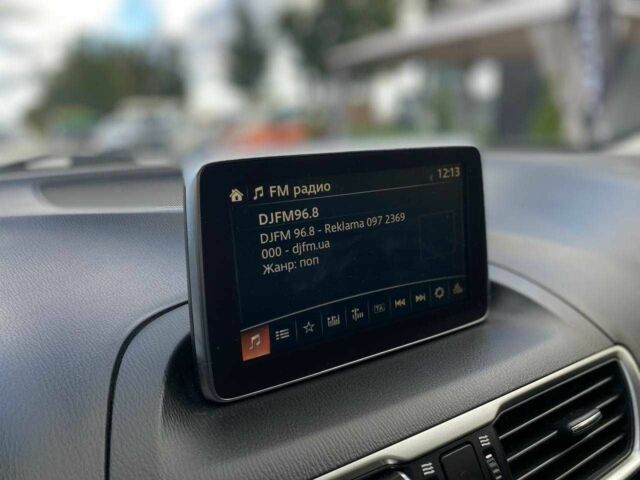 FM радио 12:13
DJFM96.8
DJFM 96.8 - Reklama 097 2369
000 - djfm.ua
Жанр: поп